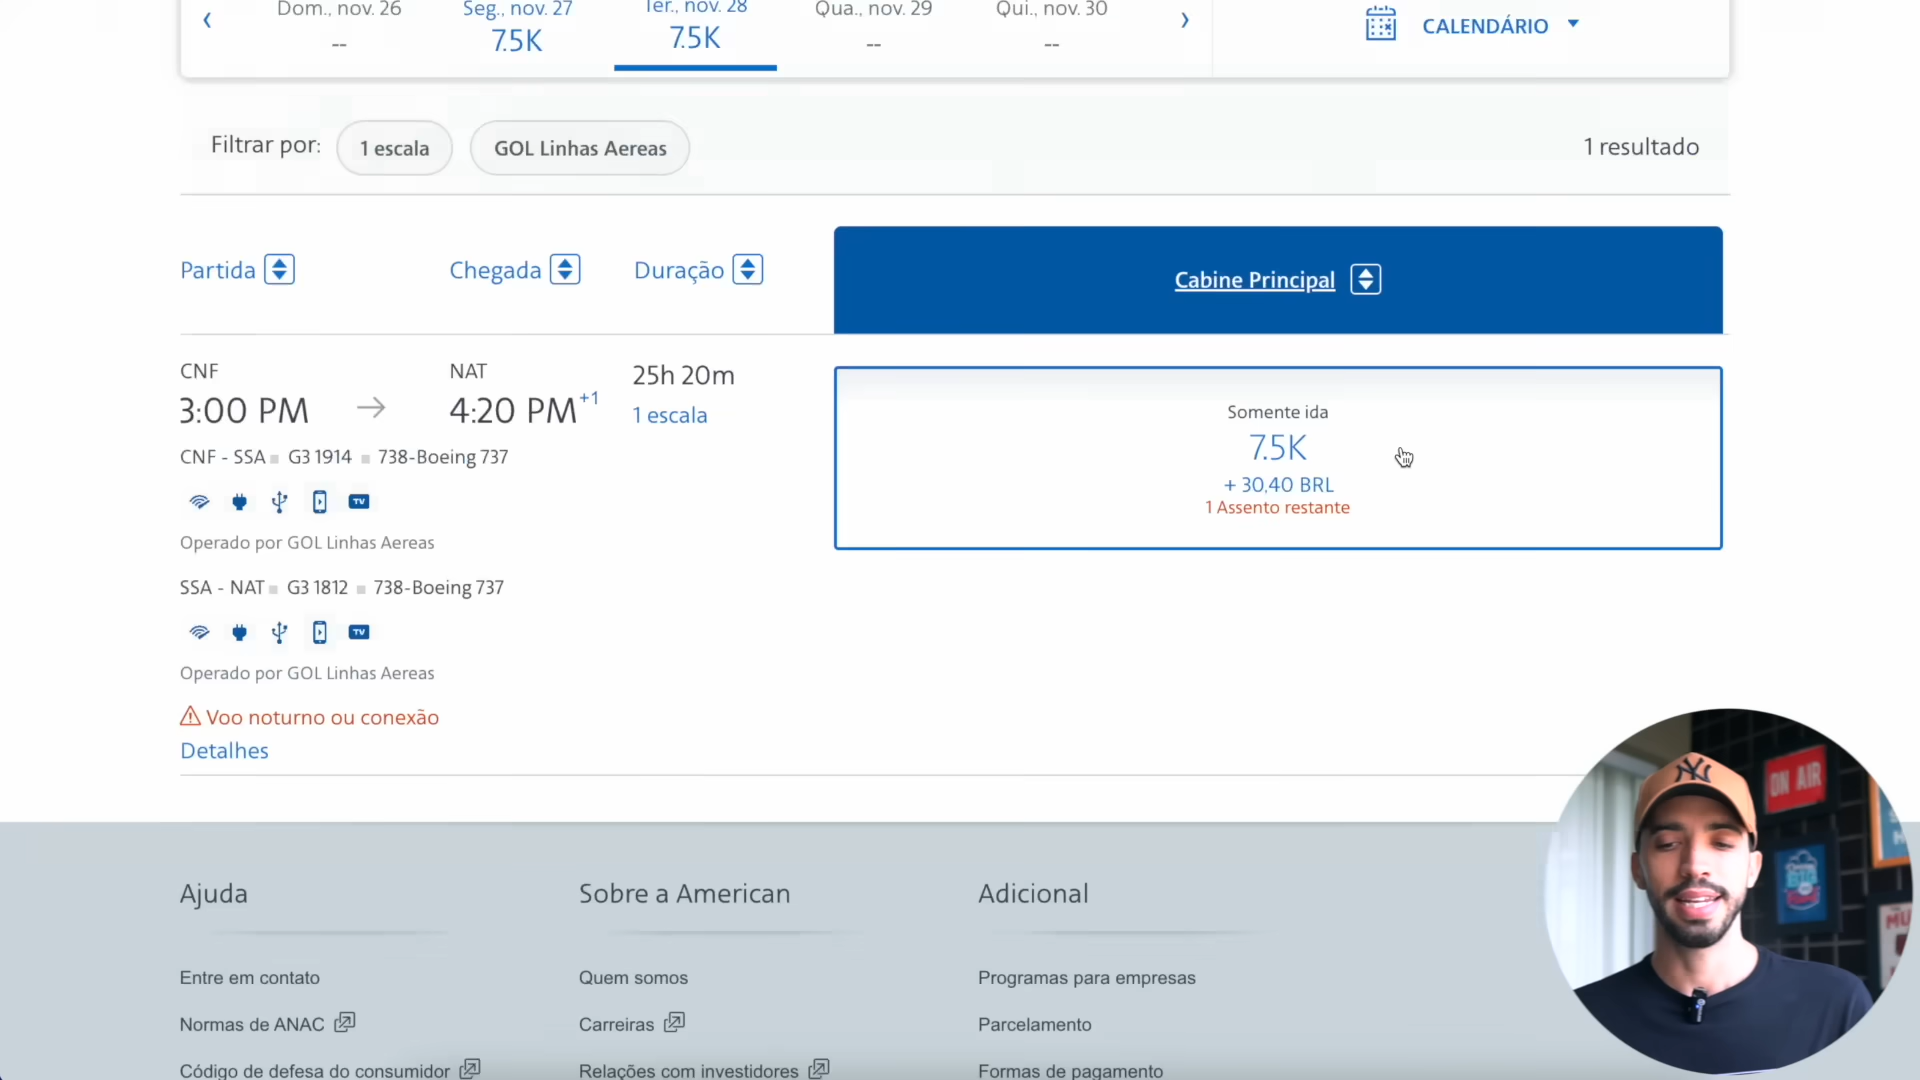 Dom., nov. 26
Seg., nov. 27
Ter., nov. 28
Qua., nov. 29
Qui., nov. 30
--
7.5K
7.5K
--
--
CALENDÁRIO
Filtrar por:
1 escala
GOL Linhas Aereas
1 resultado
Partida
Chegada
Duração
Cabine Principal
CNF
NAT
25h 20m
3:00 PM
4:20 PM +1
1 escala
CNF - SSA ■ G3 1914 ■ 738-Boeing 737
TV
Operado por GOL Linhas Aereas
SSA - NAT ■ G3 1812 ■ 738-Boeing 737
TV
Operado por GOL Linhas Aereas
Voo noturno ou conexão
Detalhes
Somente ida
7.5K
+ 30,40 BRL
1 Assento restante
Ajuda
Entre em contato
Normas de ANAC
Código de defesa do consumidor
Sobre a American
Quem somos
Carreiras
Relações com investidores
Adicional
Programas para empresas
Parcelamento
Formas de pagamento
NY
ON AIR